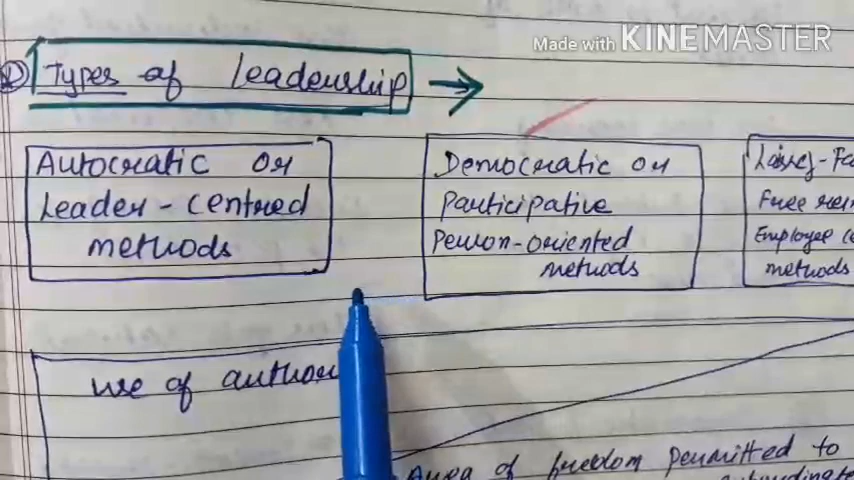 Made with KINEMASTER
Types of Leadership →
Autocratic or
Leader-Centred
methods
Democratic or
Participative
Person-oriented
methods
Free
Employee
methods
use of
Area of freedom permitted to